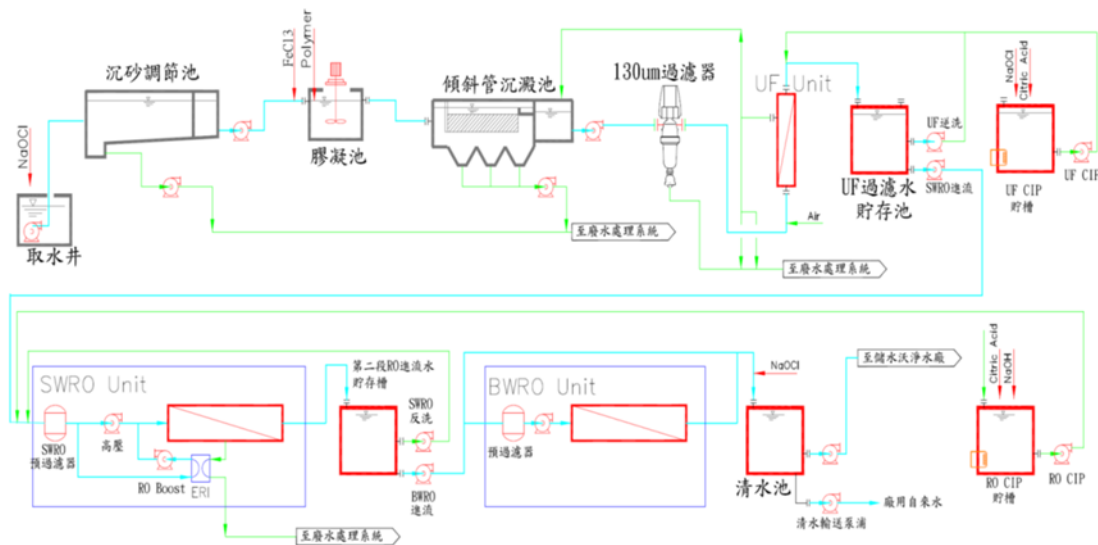 FeCl3
Polymer
沉砂調節池
傾斜管沉澱池
130um過濾器
UF Unit
NaOCl
Citric Acid
NaOCl
膠凝池
UF逆洗
UF過濾水
貯存池
SWRO進流
UF CIP
貯槽
UF CIP
Air
取水井
至廢水處理系統
至廢水處理系統
SWRO Unit
第二段RO進流水
貯存槽
BWRO Unit
NaOCl
至儲水沃淨水廠
Citric Acid
NaOH
SWRO
反洗
SWRO
預過濾器
高壓
預過濾器
RO Boost
ERI
BWRO
進流
清水池
RO CIP
貯槽
RO CIP
清水輸送泵浦
廠用自來水
至廢水處理系統